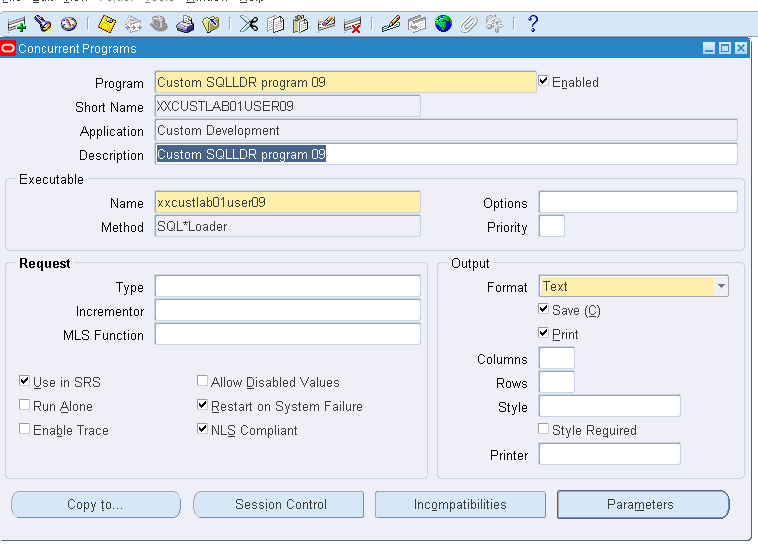 Concurrent Programs
Program Custom SQLLDR program 09 Enabled
Short Name XXCUSTLAB01USER09
Application Custom Development
Description Custom SQLLDR program 09
Executable
Name xxcustlab01user09 Options
Method SQL*Loader Priority
Request Output
Type Format Text
Incrementor Save (C)
MLS Function Print
Columns
Use in SRS Allow Disabled Values Rows
Run Alone Restart on System Failure Style
Enable Trace NLS Compliant Style Required
Printer
Copy to... Session Control Incompatibilities Parameters